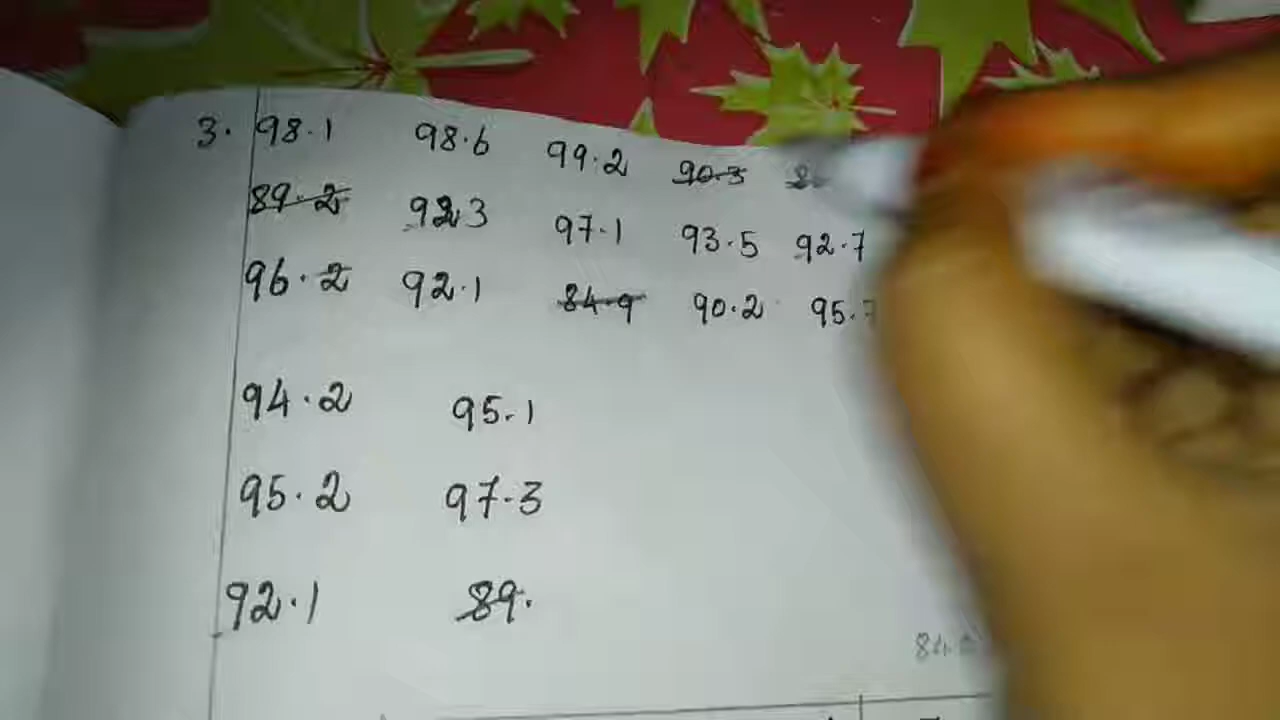 3. 98.1 98.6 99.2 90.3
89.2 92.3 97.1 93.5 92.7
96.2 92.1 84.9 90.2 95.7
94.2 95.1
95.2 97.3
92.1 89.